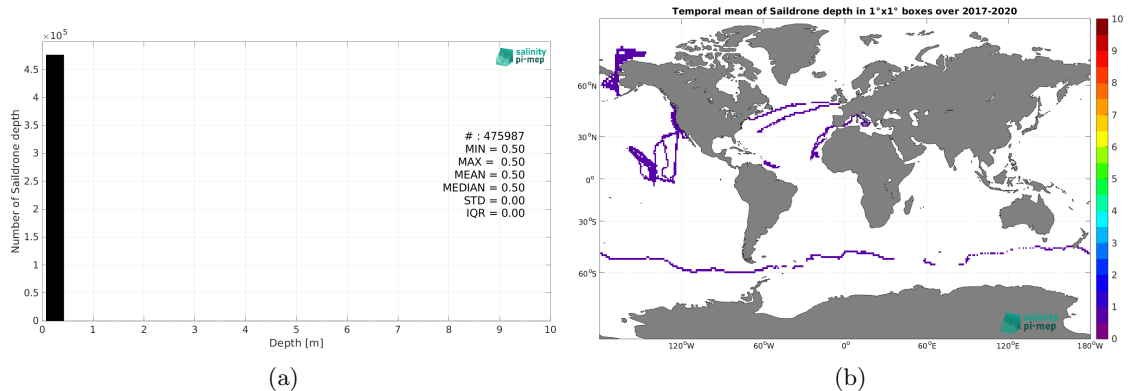 ×10⁵
4.5
4
3.5
3
2.5
2
1.5
1
0.5
0
Number of Saildrone depth
salinity
pi-mep
# : 475987
MIN = 0.50
MAX = 0.50
MEAN = 0.50
MEDIAN = 0.50
STD = 0.00
IQR = 0.00
0 1 2 3 4 5 6 7 8 9 10
Depth [m]
(a)
Temporal mean of Saildrone depth in 1°x1° boxes over 2017-2020
60°N
30°N
0°
30°S
60°S
120°W 60°W 0° 60°E 120°E 180°W
salinity
pi-mep
10
9
8
7
6
5
4
3
2
1
0
(b)